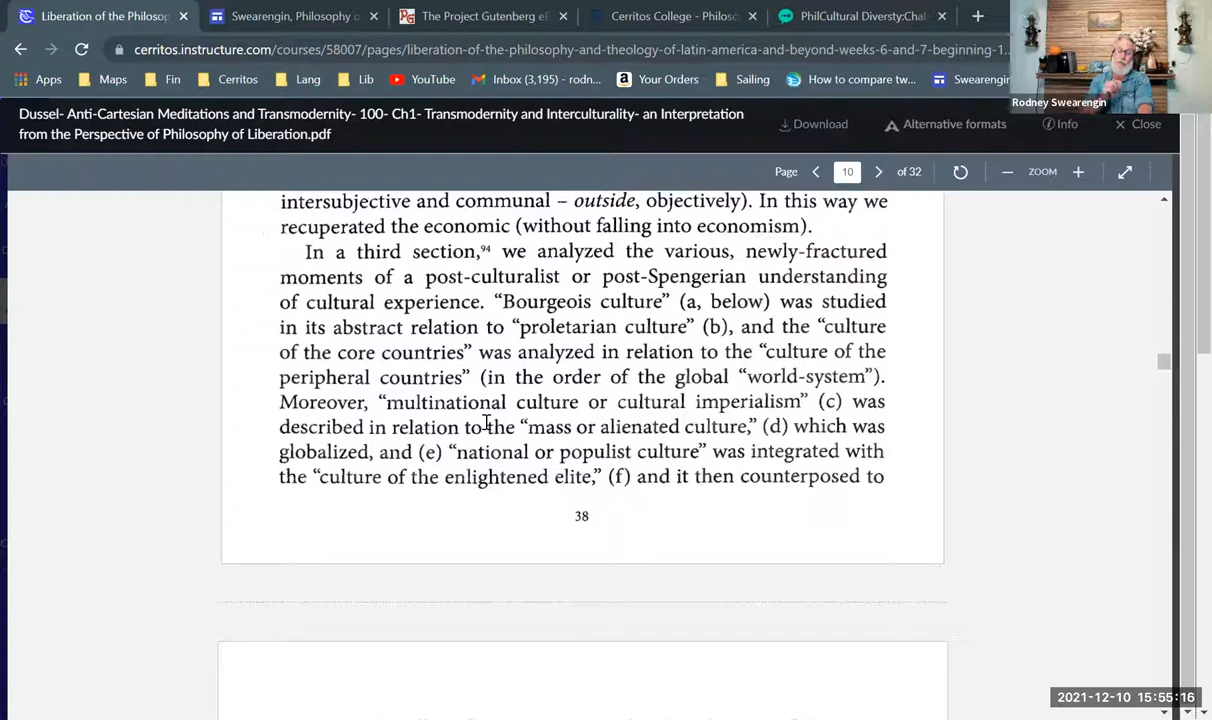 Liberation of the Philosop
Swearengin, Philosophy o
The Project Gutenberg eB
Cerritos College - Philosc
PhilCultural Diversty:Chal
cerritos.instructure.com/courses/58007/pages/liberation-of-the-philosophy-and-theology-of-latin-america-and-beyond-weeks-6-and-7-beginning-1...
Apps
Maps
Fin
Cerritos
Lang
Lib
YouTube
Inbox (3,195) - rodn...
Your Orders
Sailing
How to compare tw...
Swearengin
Rodney Swearengin
Dussel- Anti-Cartesian Meditations and Transmodernity- 100- Ch1- Transmodernity and Interculturality- an Interpretation
from the Perspective of Philosophy of Liberation.pdf
Download
Alternative formats
Info
Close
Page
10
of 32
ZOOM
intersubjective and communal – outside, objectively). In this way we
recuperated the economic (without falling into economism).
In a third section,94 we analyzed the various, newly-fractured
moments of a post-culturalist or post-Spengerian understanding
of cultural experience. “Bourgeois culture” (a, below) was studied
in its abstract relation to “proletarian culture” (b), and the “culture
of the core countries” was analyzed in relation to the “culture of the
peripheral countries” (in the order of the global “world-system”).
Moreover, “multinational culture or cultural imperialism” (c) was
described in relation to the “mass or alienated culture,” (d) which was
globalized, and (e) “national or populist culture” was integrated with
the “culture of the enlightened elite,” (f) and it then counterposed to
38
2021-12-10 15:55:16